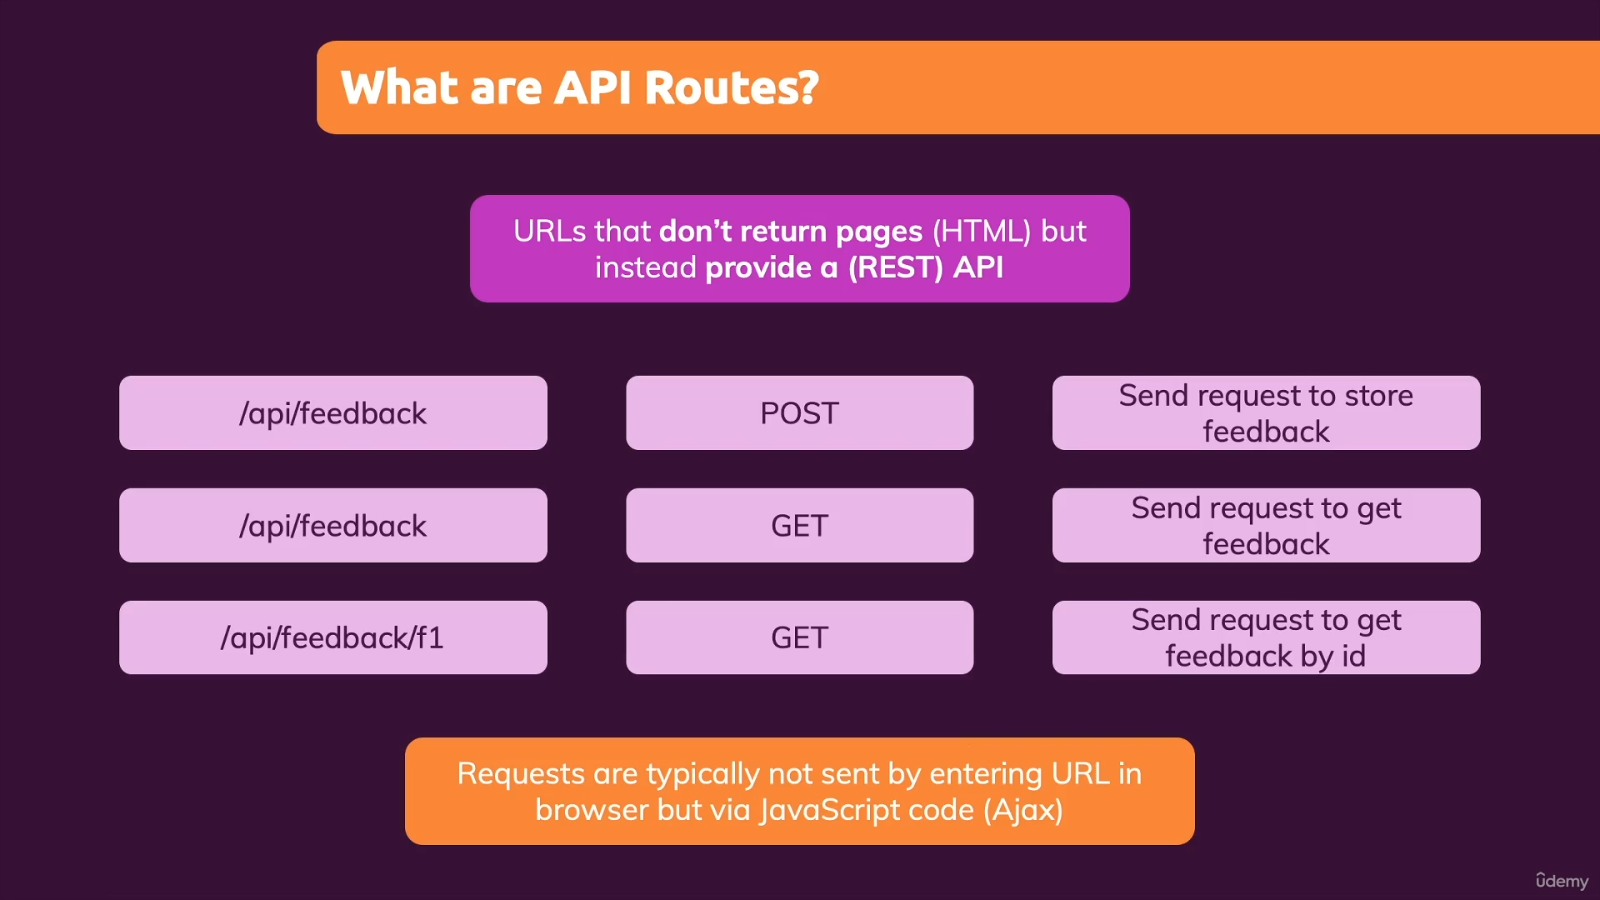 What are API Routes?
URLs that don’t return pages (HTML) but
instead provide a (REST) API
/api/feedback
POST
Send request to store
feedback
/api/feedback
GET
Send request to get
feedback
/api/feedback/f1
GET
Send request to get
feedback by id
Requests are typically not sent by entering URL in
browser but via JavaScript code (Ajax)
ûdemy